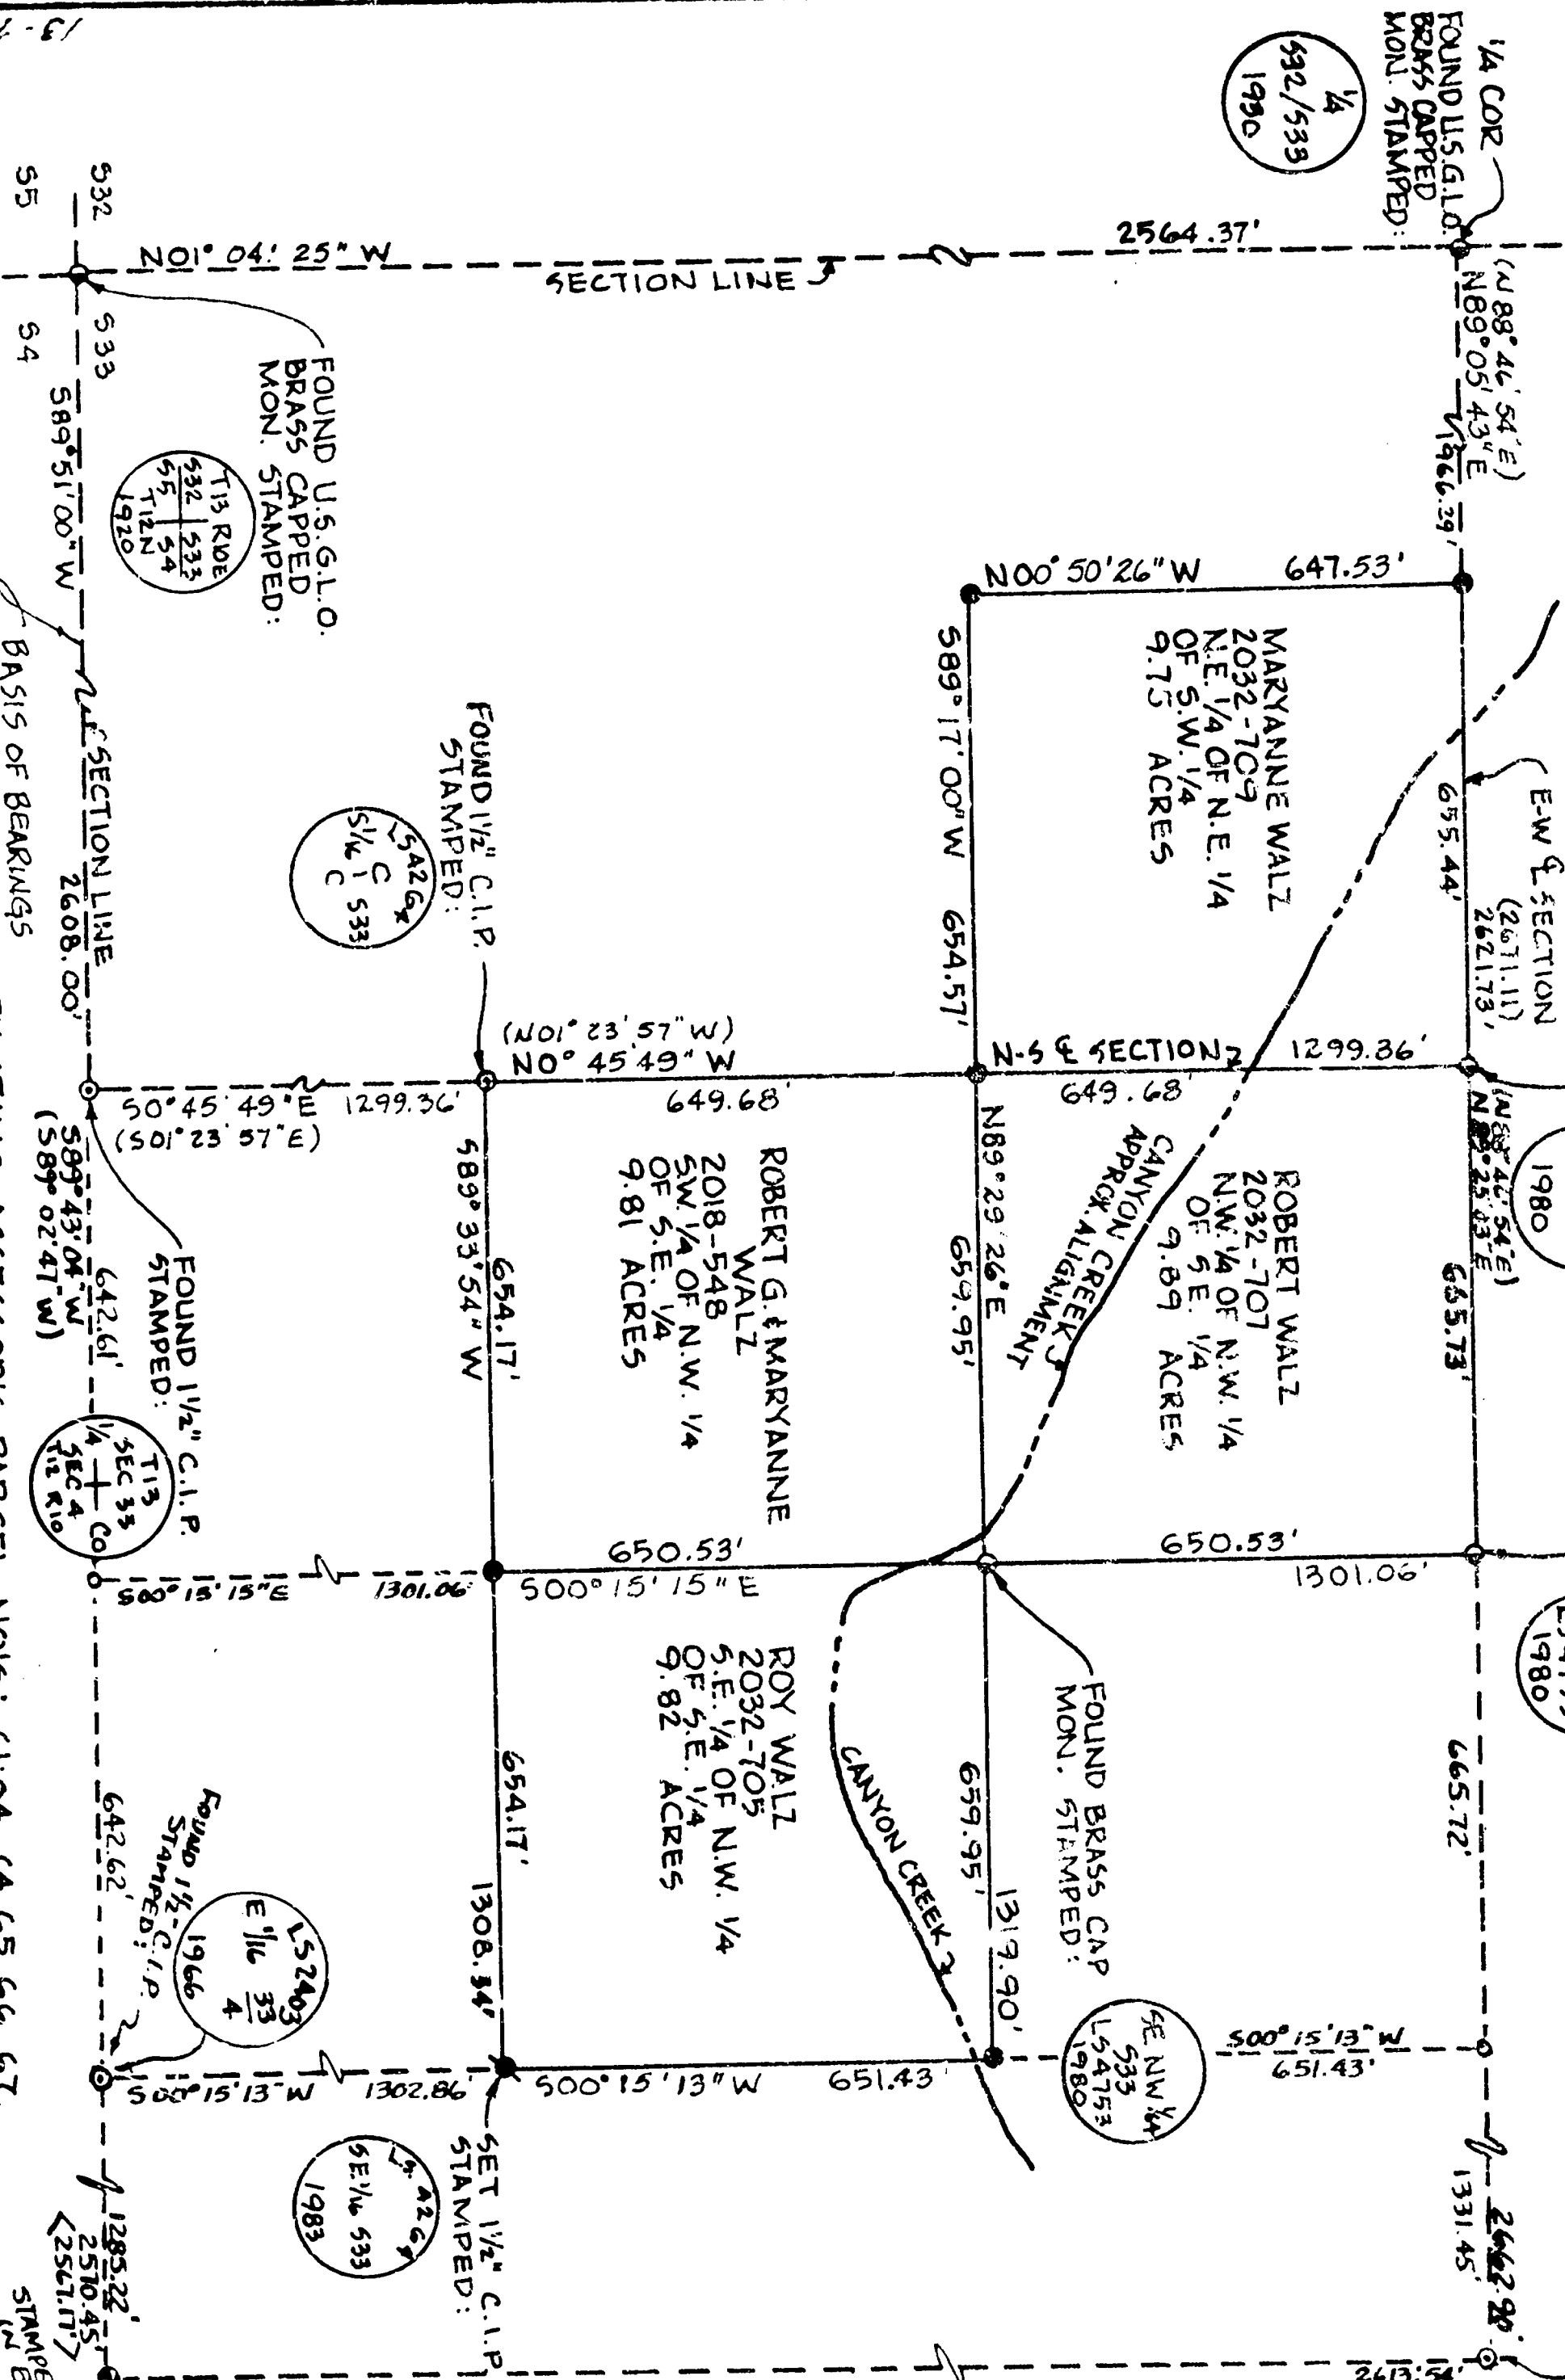 1/4 COR
FOUND U.S.G.L.O.
BRASS CAPPED
MON. STAMPED:
1/4
S32/S33
1980
(N 88° 46' 54" E)
N89° 05' 43" E
1966.29'
2564.37'
N01° 04' 25" W
SECTION LINE
S32
S33
S5
S4
S89° 51' 00" W
SECTION LINE
2608.00'
BASIS OF BEARINGS
FOUND U.S.G.L.O.
BRASS CAPPED
MON. STAMPED:
T13 R10E
S32 S33
S5 S4
T12N
1920
E-W ℄ SECTION
(2671.11)
2621.73'
655.44'
N00° 50' 26" W
647.53'
MARYANNE WALZ
2032-709
N.E. 1/4 OF N.E. 1/4
OF S.W. 1/4
9.75 ACRES
S89° 17' 00" W
654.57'
FOUND 1 1/2" C.I.P.
STAMPED:
C
S1/16 S33
C
(N01° 23' 57" W)
N0° 45' 49" W
649.68'
N-S ℄ SECTION
1299.36'
649.68'
S0° 45' 49" E
1299.36'
(S01° 23' 57" E)
1980
(N88° 46' 54" E)
665.73'
ROBERT WALZ
2032-707
N.W. 1/4 OF N.W. 1/4
OF S.E. 1/4
9.89 ACRES
CANYON CREEK
APPROX. ALIGNMENT
N89° 29' 26" E
659.95'
ROBERT G. & MARYANNE
WALZ
2018-548
S.W. 1/4 OF N.W. 1/4
OF S.E. 1/4
9.81 ACRES
654.17'
S89° 33' 54" W
FOUND 1 1/2" C.I.P.
STAMPED:
T13
SEC 33
1/4 CO
SEC 4
T12 R10
642.61'
S89° 43' 04" W
(S89° 02' 47" W)
650.53'
1301.06'
650.53'
S00° 15' 15" E
S00° 15' 15" E
1301.06'
1980
FOUND BRASS CAP
MON. STAMPED:
SE NW 1/4
S33
LS4753
1980
665.72'
ROY WALZ
2032-705
S.E. 1/4 OF N.W. 1/4
OF S.E. 1/4
9.82 ACRES
CANYON CREEK
659.95'
1319.90'
654.17'
1308.34'
642.62'
FOUND 1 1/2" C.I.P.
STAMPED:
LS2403
E 1/16 33
4
1966
S00° 15' 13" W
651.43'
S00° 15' 13" W
651.43'
S00° 15' 13" W
1302.86'
SET 1 1/2" C.I.P.
STAMPED:
SE 1/16 S33
1983
2662.90'
1331.45'
2613.54'
1285.22'
2570.45'
<2567.17'>